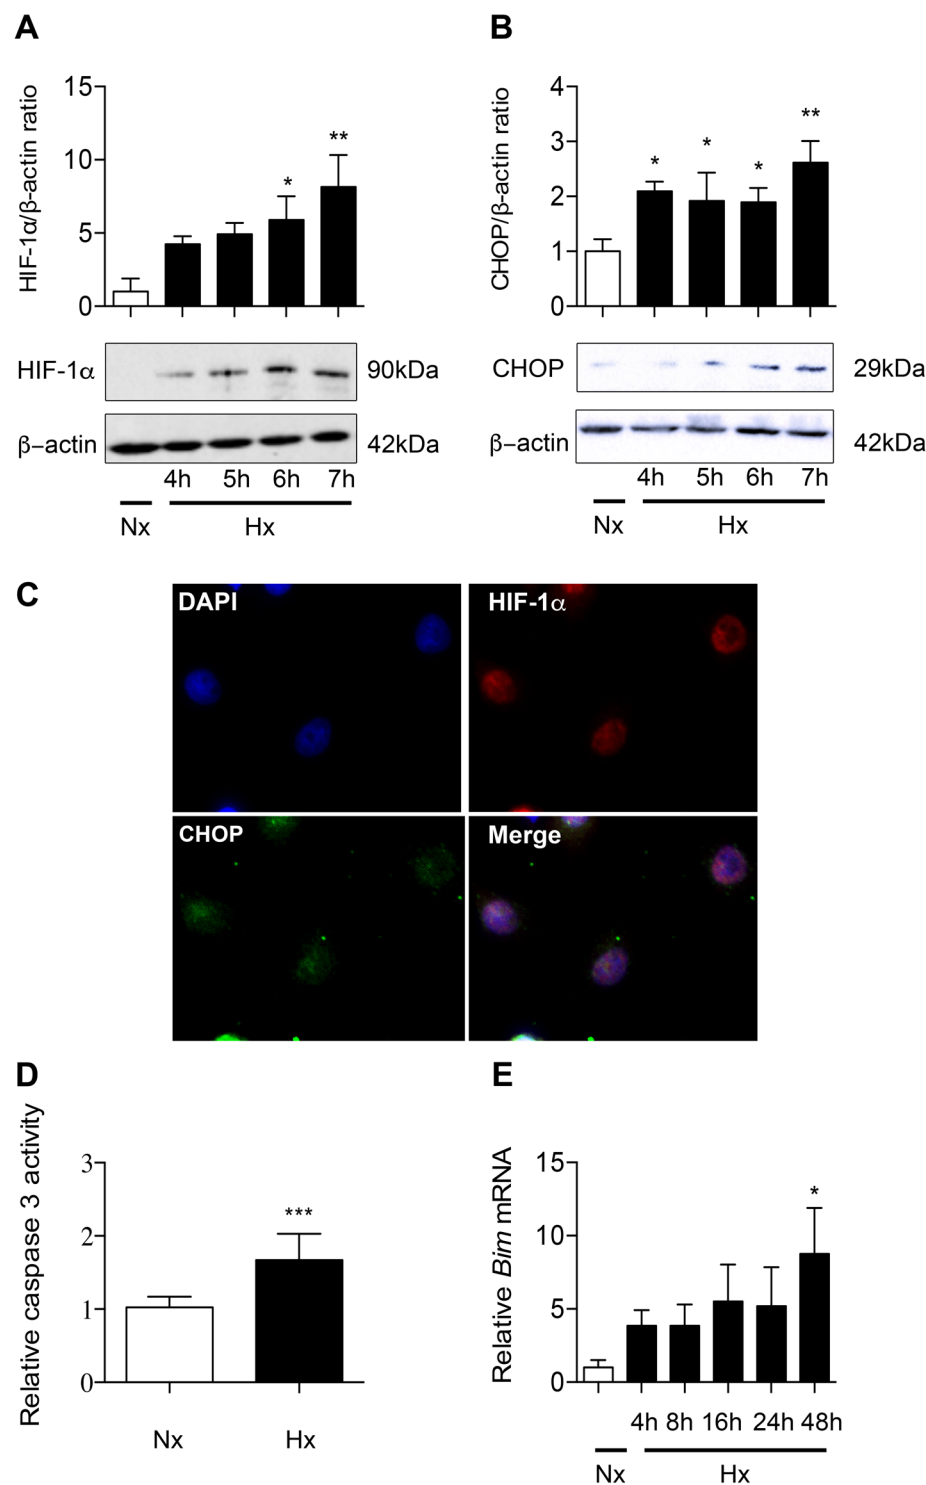 A
HIF-1α/β-actin ratio
15
10
5
0
*
**
HIF-1α
90kDa
β–actin
42kDa
4h 5h 6h 7h
Nx Hx
B
CHOP/β-actin ratio
4
3
2
1
0
*
*
*
**
CHOP
29kDa
β–actin
42kDa
4h 5h 6h 7h
Nx Hx
C
DAPI
HIF-1α
CHOP
Merge
D
Relative caspase 3 activity
3
2
1
0
***
Nx Hx
E
Relative Bim mRNA
15
10
5
0
*
4h 8h 16h 24h 48h
Nx Hx